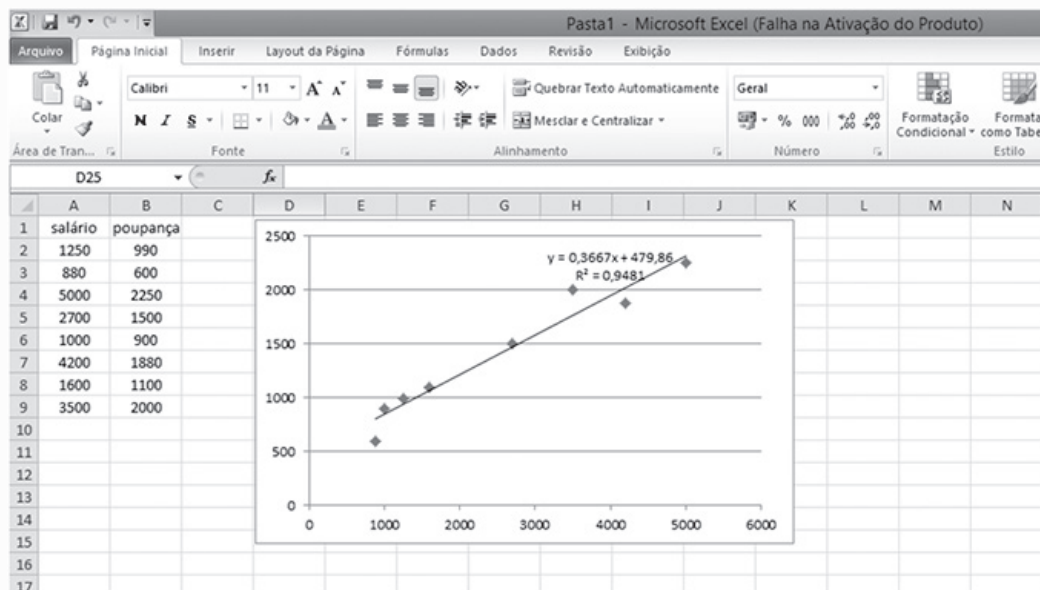 Pasta1 - Microsoft Excel (Falha na Ativação do Produto)
Arquivo Página Inicial Inserir Layout da Página Fórmulas Dados Revisão Exibição
Colar
Calibri 11
N I S
Quebrar Texto Automaticamente
Mesclar e Centralizar
Geral
% 000
Formatação Condicional
Formata
como Tabe
Área de Tran... Fonte Alinhamento Número Estilo
D25 fx
A B C D E F G H I J K L M N
1 salário poupança
2 1250 990
3 880 600
4 5000 2250
5 2700 1500
6 1000 900
7 4200 1880
8 1600 1100
9 3500 2000
10
11
12
13
14
15
16
17
2500
2000
1500
1000
500
0
0 1000 2000 3000 4000 5000 6000
y = 0,3667x + 479,86
R² = 0,9481